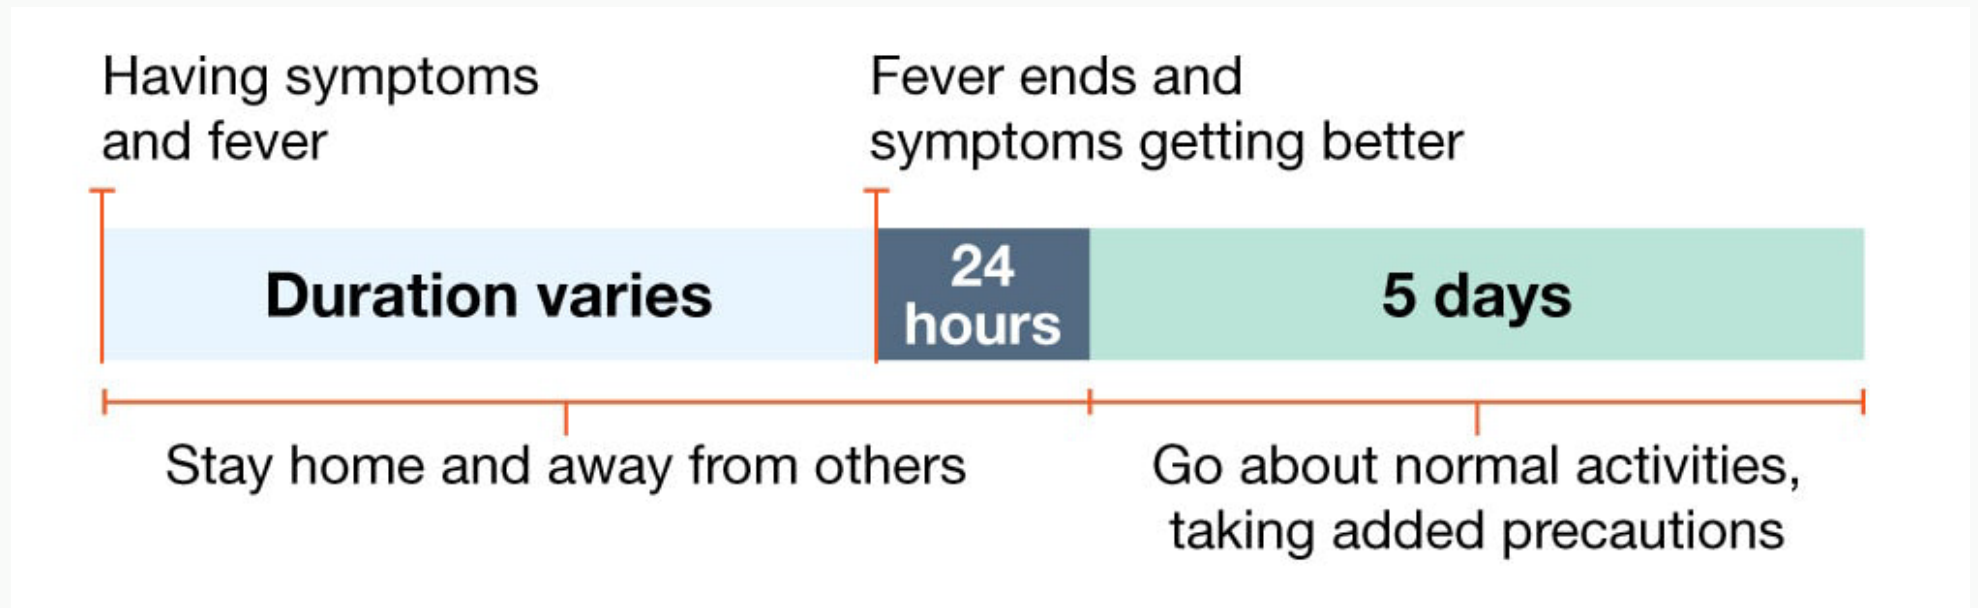 Having symptoms
and fever
Fever ends and
symptoms getting better
Duration varies
24
hours
5 days
Stay home and away from others
Go about normal activities,
taking added precautions